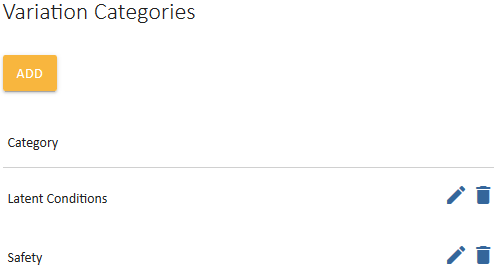 Variation Categories
ADD
Category
Latent Conditions
Safety